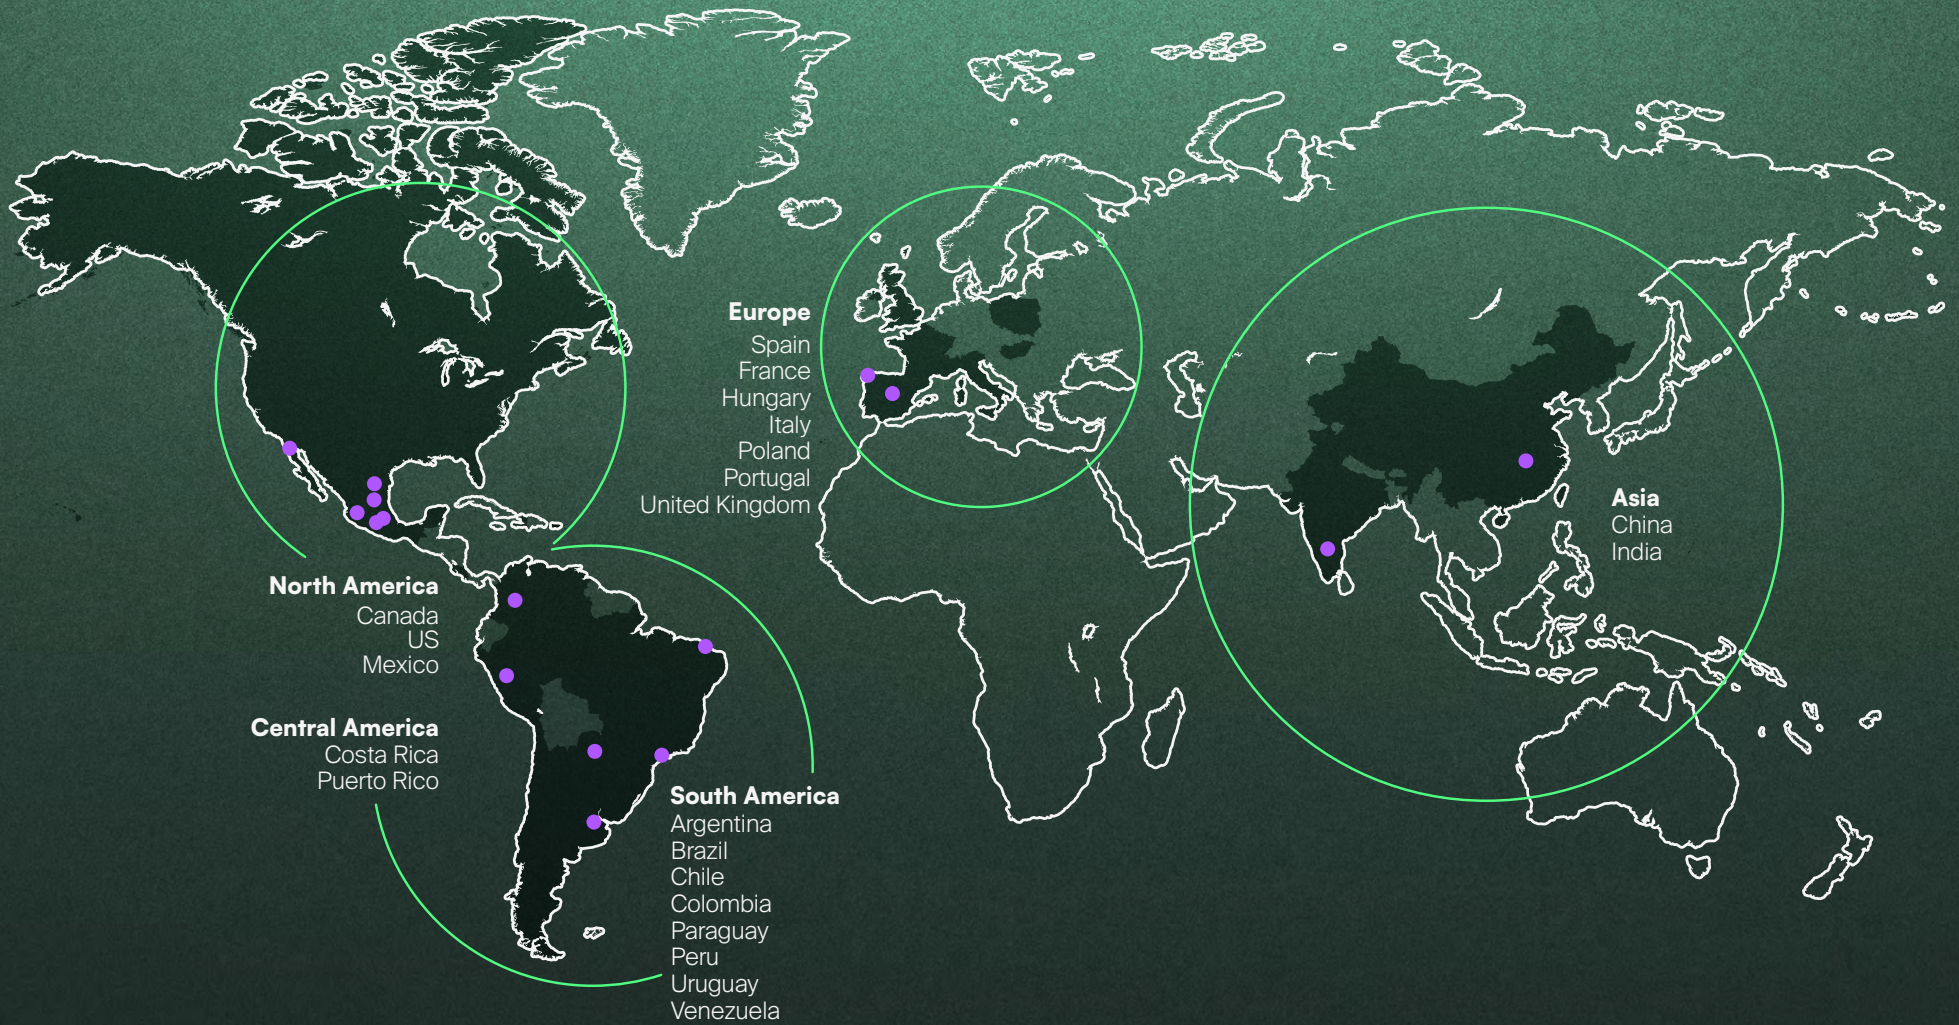 North America
Canada
US
Mexico
Central America
Costa Rica
Puerto Rico
South America
Argentina
Brazil
Chile
Colombia
Paraguay
Peru
Uruguay
Venezuela
Europe
Spain
France
Hungary
Italy
Poland
Portugal
United Kingdom
Asia
China
India